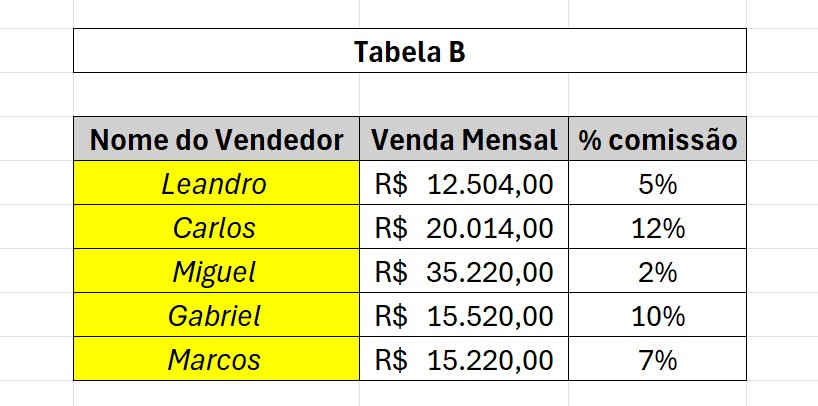 Tabela B
Nome do Vendedor Venda Mensal % comissão
Leandro R$ 12.504,00 5%
Carlos R$ 20.014,00 12%
Miguel R$ 35.220,00 2%
Gabriel R$ 15.520,00 10%
Marcos R$ 15.220,00 7%